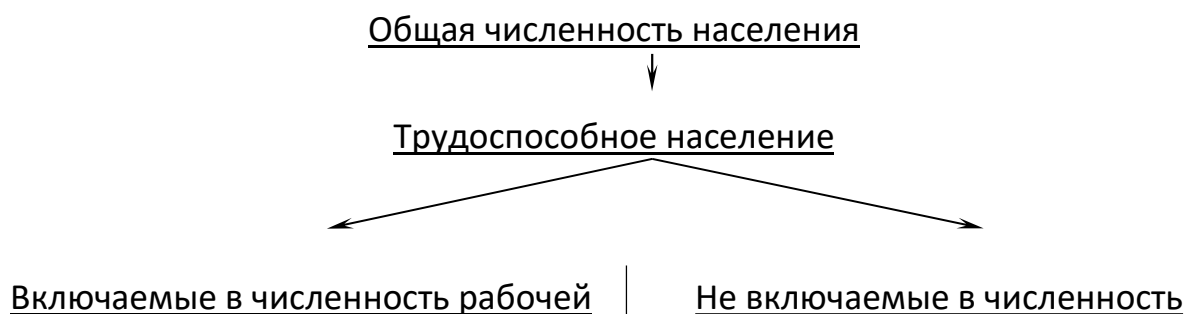 Общая численность населения
Трудоспособное население
Включаемые в численность рабочей
Не включаемые в численность